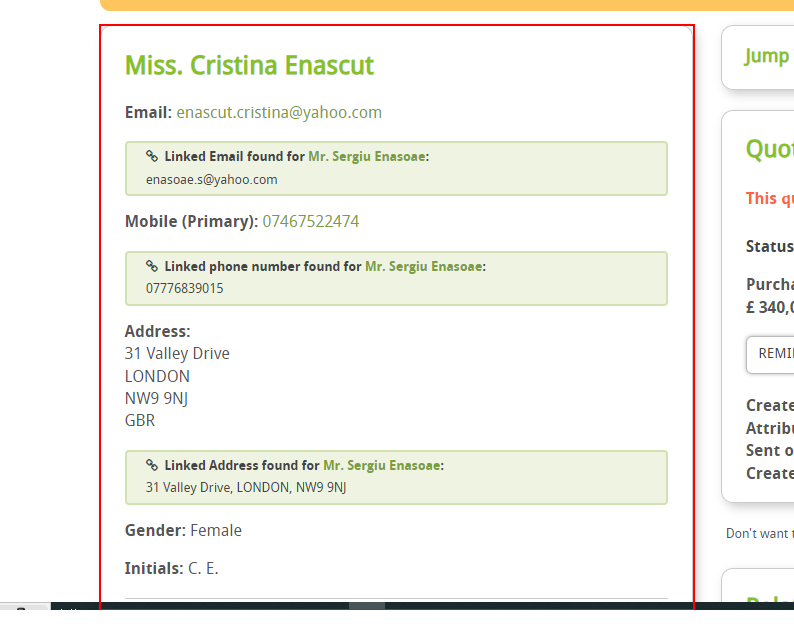 Miss. Cristina Enascut
Email: enascut.cristina@yahoo.com
Linked Email found for Mr. Sergiu Enasoae:
enasoae.s@yahoo.com
Mobile (Primary): 07467522474
Linked phone number found for Mr. Sergiu Enasoae:
07776839015
Address:
31 Valley Drive
LONDON
NW9 9NJ
GBR
Linked Address found for Mr. Sergiu Enasoae:
31 Valley Drive, LONDON, NW9 9NJ
Gender: Female
Initials: C. E.
Jump
Quot
This qu
Status
Purcha
£ 340,0
REMI
Create
Attribu
Sent o
Create
Don't want t